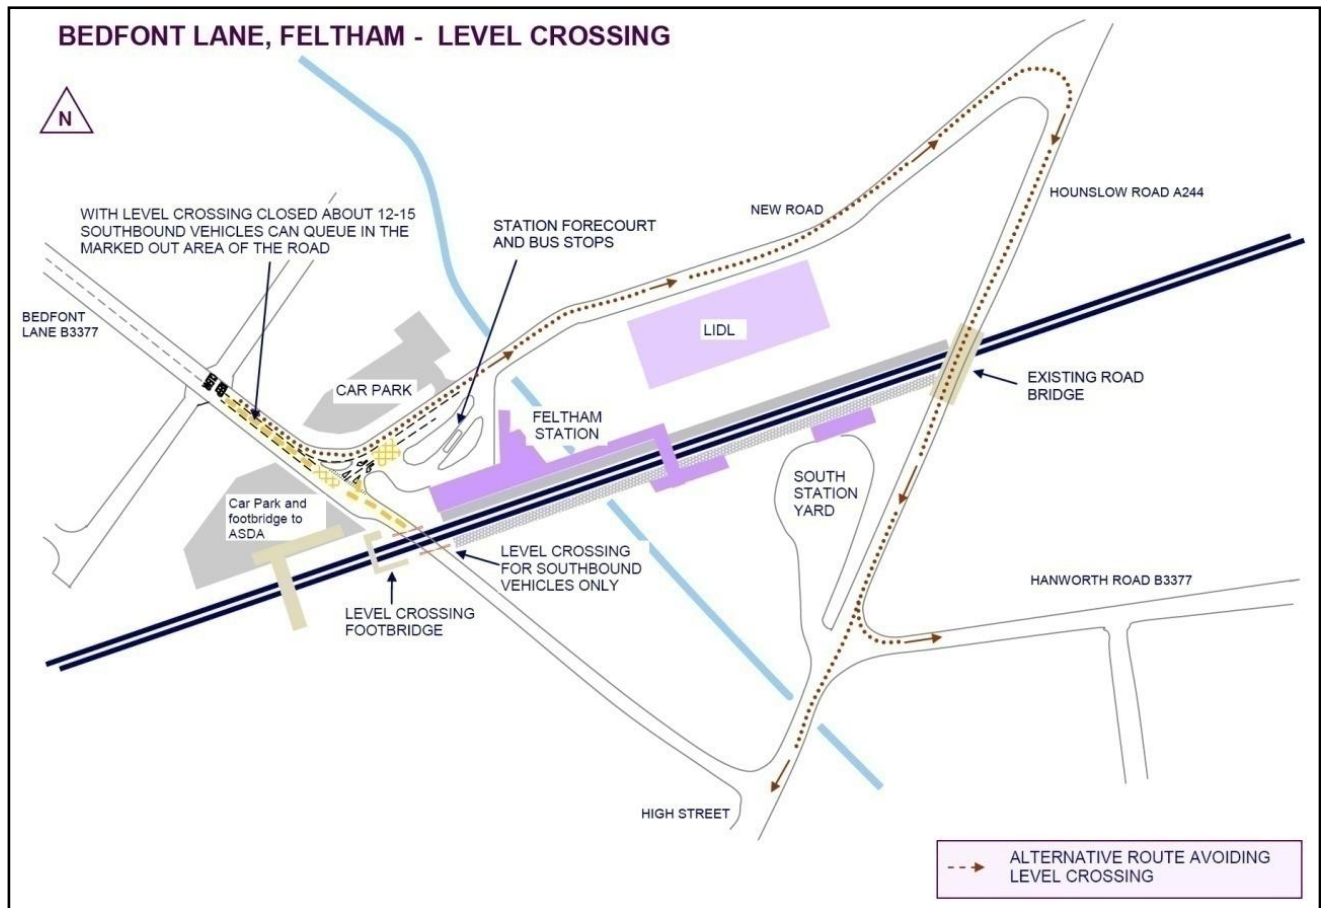 BEDFONT LANE, FELTHAM - LEVEL CROSSING
N
WITH LEVEL CROSSING CLOSED ABOUT 12-15
SOUTHBOUND VEHICLES CAN QUEUE IN THE
MARKED OUT AREA OF THE ROAD
STATION FORECOURT
AND BUS STOPS
NEW ROAD
HOUNSLOW ROAD A244
BEDFONT
LANE B3377
LIDL
CAR PARK
EXISTING ROAD
BRIDGE
FELTHAM
STATION
SOUTH
STATION
YARD
Car Park and
footbridge to
ASDA
LEVEL CROSSING
FOR SOUTHBOUND
VEHICLES ONLY
HANWORTH ROAD B3377
LEVEL CROSSING
FOOTBRIDGE
HIGH STREET
ALTERNATIVE ROUTE AVOIDING
LEVEL CROSSING